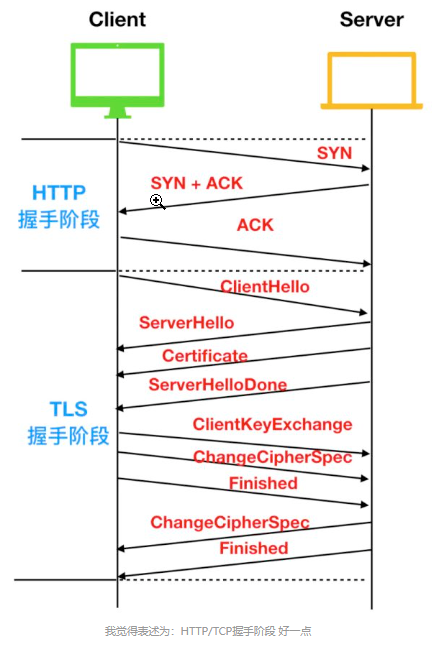 Client
Server
SYN
SYN + ACK
HTTP
握手阶段
ACK
ClientHello
ServerHello
Certificate
ServerHelloDone
TLS
握手阶段
ClientKeyExchange
ChangeCipherSpec
Finished
ChangeCipherSpec
Finished
我觉得表述为：HTTP/TCP握手阶段 好一点